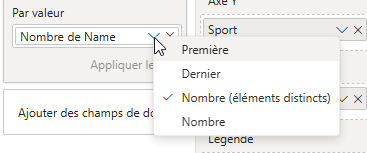 Par valeur
Axe Y
Nombre de Name
Sport
Première
Appliquer le
Dernier
Nombre (éléments distincts)
Ajouter des champs de do
Nombre
Légende